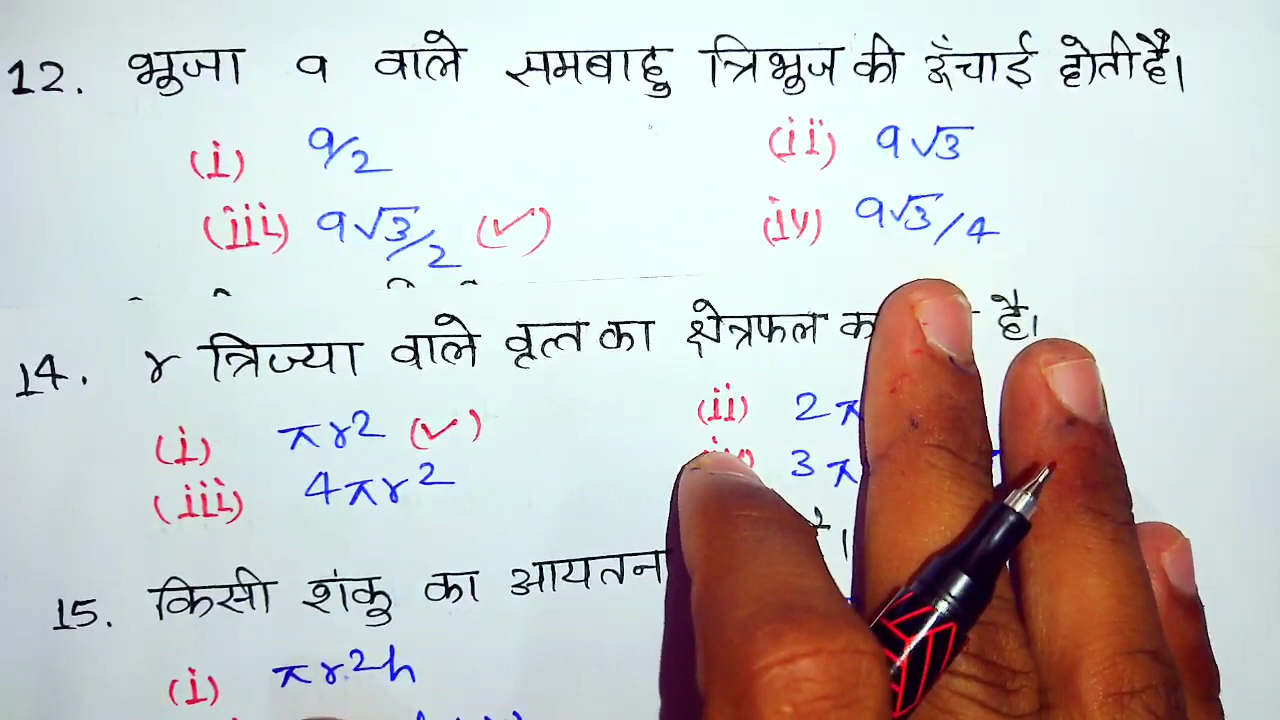 12. भूजा a वाले समबाहु त्रिभूज की ऊँचाई होती है।
(i) a/2 (ii) a√3
(iii) a√3/2 (✓) (iv) a√3/4
14. r त्रिज्या वाले वृत्त का क्षेत्रफल है।
(i) πr2 (✓) (ii) 2π
(iii) 4πr2 (iv) 3π
15. किसी शंकु का आयतन है।
(i) πr2h